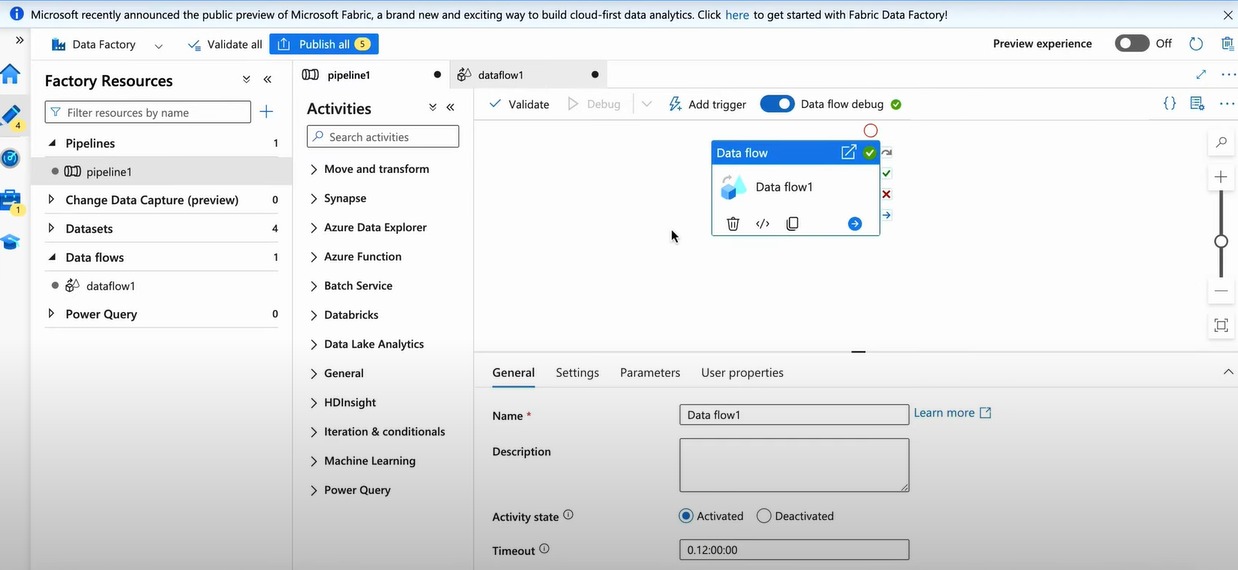 Microsoft recently announced the public preview of Microsoft Fabric, a brand new and exciting way to build cloud-first data analytics. Click here to get started with Fabric Data Factory!
Data Factory
Validate all
Publish all 5
Preview experience
Off
4
1
Factory Resources
Filter resources by name
Pipelines 1
pipeline1
Change Data Capture (preview) 0
Datasets 4
Data flows 1
dataflow1
Power Query 0
pipeline1
dataflow1
Activities
Search activities
Move and transform
Synapse
Azure Data Explorer
Azure Function
Batch Service
Databricks
Data Lake Analytics
General
HDInsight
Iteration & conditionals
Machine Learning
Power Query
Validate
Debug
Add trigger
Data flow debug
Data flow
Data flow1
General
Settings
Parameters
User properties
Name *
Data flow1
Learn more
Description
Activity state
Activated
Deactivated
Timeout
0.12:00:00